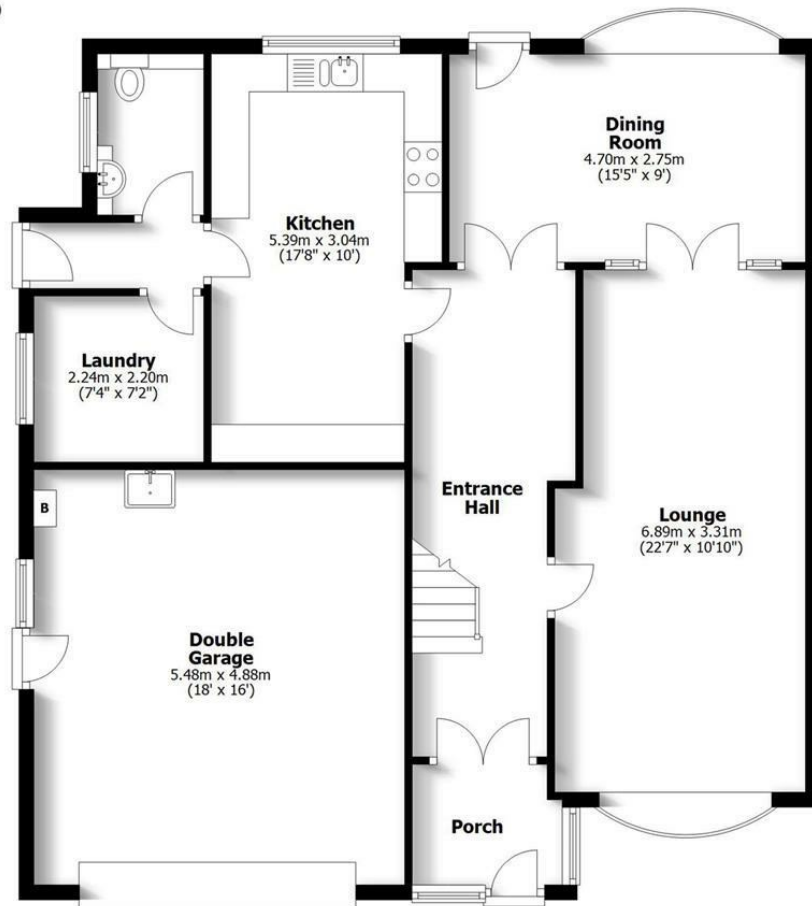 Dining
Room
4.70m x 2.75m
(15'5" x 9')
Kitchen
5.39m x 3.04m
(17'8" x 10')
Laundry
2.24m x 2.20m
(7'4" x 7'2")
Entrance
Hall
Lounge
6.89m x 3.31m
(22'7" x 10'10")
B
Double
Garage
5.48m x 4.88m
(18' x 16')
Porch